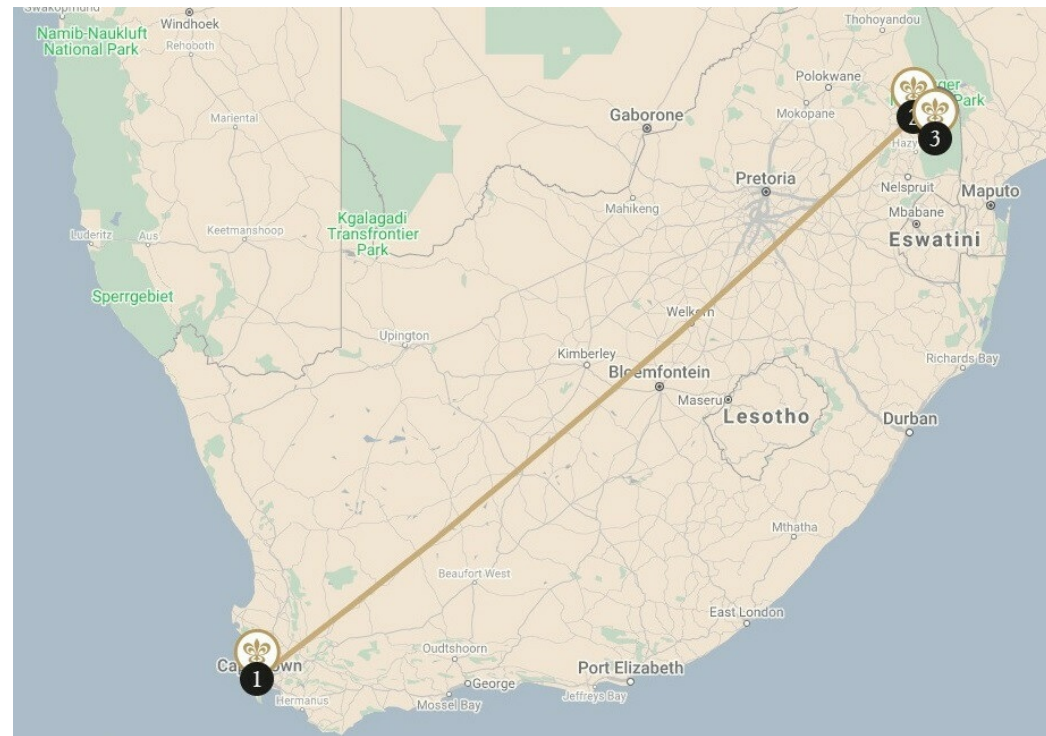 Swakopmund
Windhoek
Namib-Naukluft
National Park
Rehoboth
Thohoyandou
Polokwane
Mokopane
Gaborone
Mariental
2
3
Pretoria
Nelspruit
Maputo
Mahikeng
Mbabane
Eswatini
Kgalagadi
Transfrontier
Park
Keetmanshoop
Luderitz
Aus
Sperrgebiet
Upington
Welkom
Kimberley
Bloemfontein
Richards Bay
Maseru
Lesotho
Durban
Mthatha
Beaufort West
East London
Oudtshoorn
Port Elizabeth
1
George
Hermanus
Mossel Bay
Jeffreys Bay